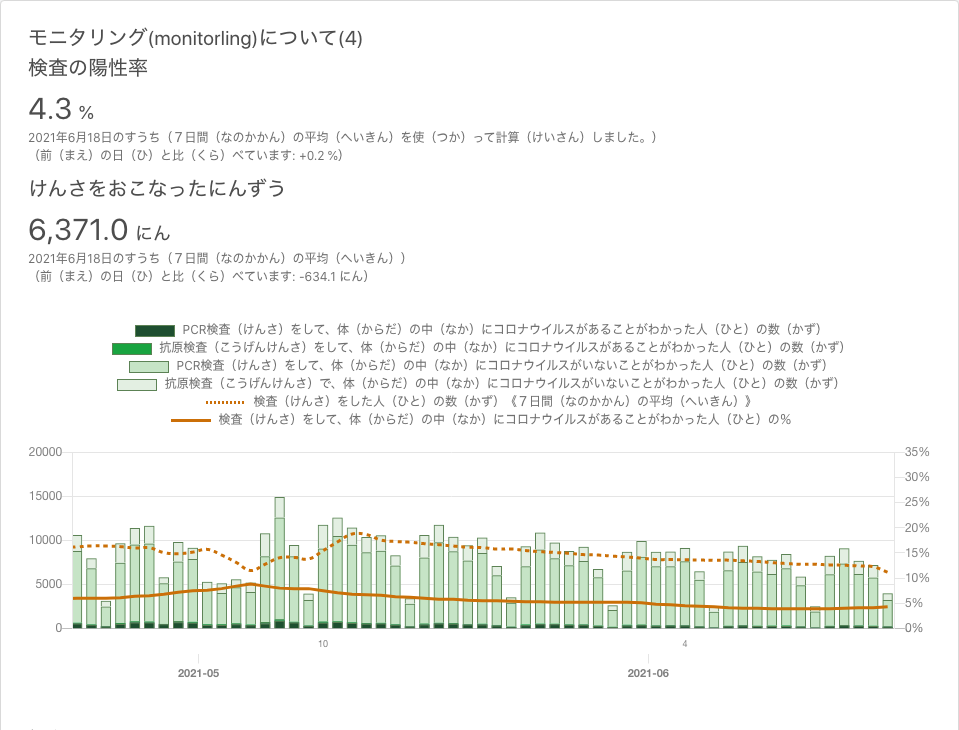 モニタリング(monitorling)について(4)
検査の陽性率
4.3 %
2021年6月18日のすうち（７日間（なのかかん）の平均（へいきん）を使（つか）って計算（けいさん）しました。）
（前（まえ）の日（ひ）と比（くら）べています: +0.2 %）
けんさをおこなったにんずう
6,371.0 にん
2021年6月18日のすうち（７日間（なのかかん）の平均（へいきん））
（前（まえ）の日（ひ）と比（くら）べています: -634.1 にん）
PCR検査（けんさ）をして、体（からだ）の中（なか）にコロナウイルスがあることがわかった人（ひと）の数（かず）
抗原検査（こうげんけんさ）をして、体（からだ）の中（なか）にコロナウイルスがあることがわかった人（ひと）の数（かず）
PCR検査（けんさ）をして、体（からだ）の中（なか）にコロナウイルスがいないことがわかった人（ひと）の数（かず）
抗原検査（こうげんけんさ）で、体（からだ）の中（なか）にコロナウイルスがいないことがわかった人（ひと）の数（かず）
検査（けんさ）をした人（ひと）の数（かず）《７日間（なのかかん）の平均（へいきん）》
検査（けんさ）をして、体（からだ）の中（なか）にコロナウイルスがあることがわかった人（ひと）の%
20000 35%
30%
15000 25%
20%
10000 15%
5000 10%
5%
0 0%
10 4
2021-05 2021-06